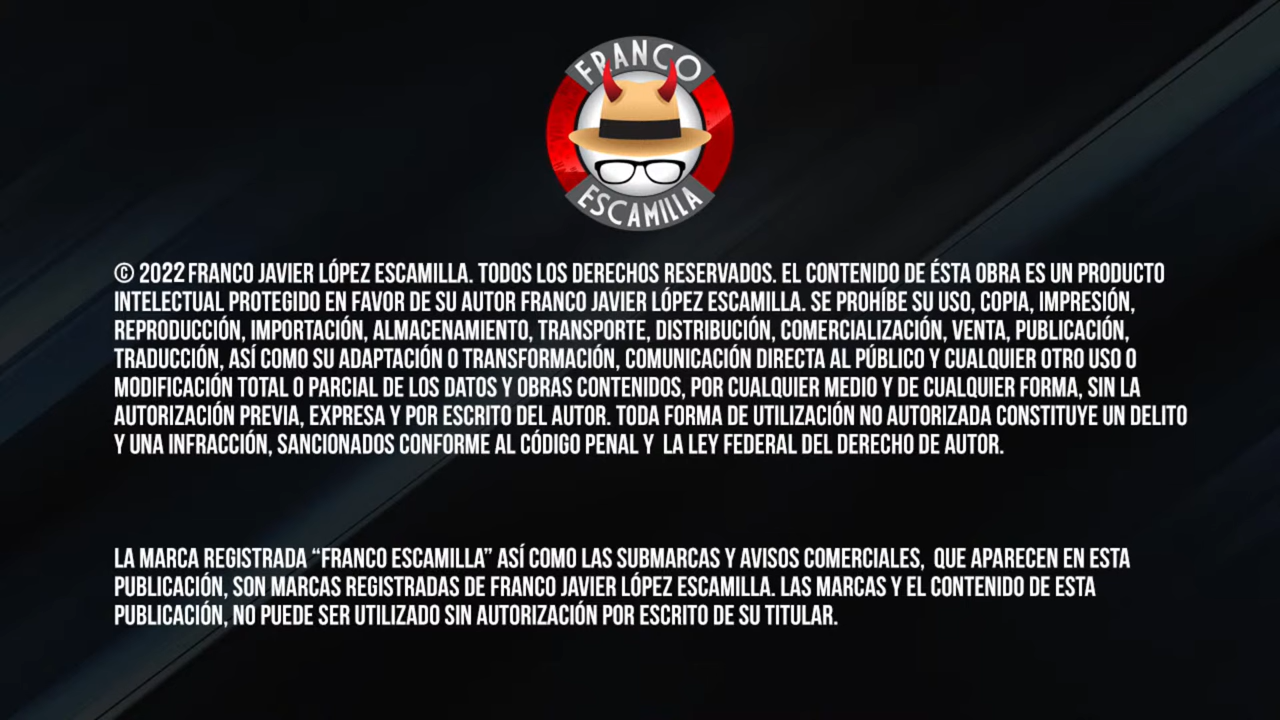 FRANCO
ESCAMILLA
© 2022 FRANCO JAVIER LÓPEZ ESCAMILLA. TODOS LOS DERECHOS RESERVADOS. EL CONTENIDO DE ÉSTA OBRA ES UN PRODUCTO
INTELECTUAL PROTEGIDO EN FAVOR DE SU AUTOR FRANCO JAVIER LÓPEZ ESCAMILLA. SE PROHÍBE SU USO, COPIA, IMPRESIÓN,
REPRODUCCIÓN, IMPORTACIÓN, ALMACENAMIENTO, TRANSPORTE, DISTRIBUCIÓN, COMERCIALIZACIÓN, VENTA, PUBLICACIÓN,
TRADUCCIÓN, ASÍ COMO SU ADAPTACIÓN O TRANSFORMACIÓN, COMUNICACIÓN DIRECTA AL PÚBLICO Y CUALQUIER OTRO USO O
MODIFICACIÓN TOTAL O PARCIAL DE LOS DATOS Y OBRAS CONTENIDOS, POR CUALQUIER MEDIO Y DE CUALQUIER FORMA, SIN LA
AUTORIZACIÓN PREVIA, EXPRESA Y POR ESCRITO DEL AUTOR. TODA FORMA DE UTILIZACIÓN NO AUTORIZADA CONSTITUYE UN DELITO
Y UNA INFRACCIÓN, SANCIONADOS CONFORME AL CÓDIGO PENAL Y LA LEY FEDERAL DEL DERECHO DE AUTOR.
LA MARCA REGISTRADA “FRANCO ESCAMILLA” ASÍ COMO LAS SUBMARCAS Y AVISOS COMERCIALES, QUE APARECEN EN ESTA
PUBLICACIÓN, SON MARCAS REGISTRADAS DE FRANCO JAVIER LÓPEZ ESCAMILLA. LAS MARCAS Y EL CONTENIDO DE ESTA
PUBLICACIÓN, NO PUEDE SER UTILIZADO SIN AUTORIZACIÓN POR ESCRITO DE SU TITULAR.